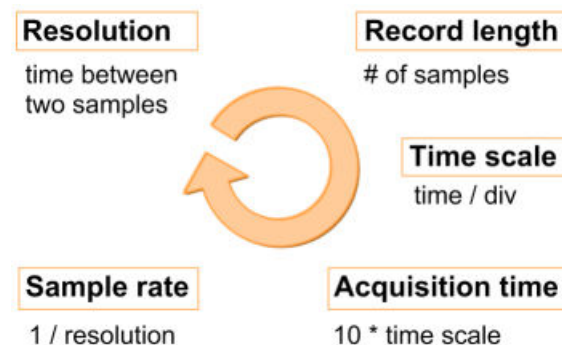 Resolution
time between
two samples
Record length
# of samples
Time scale
time / div
Sample rate
1 / resolution
Acquisition time
10 * time scale